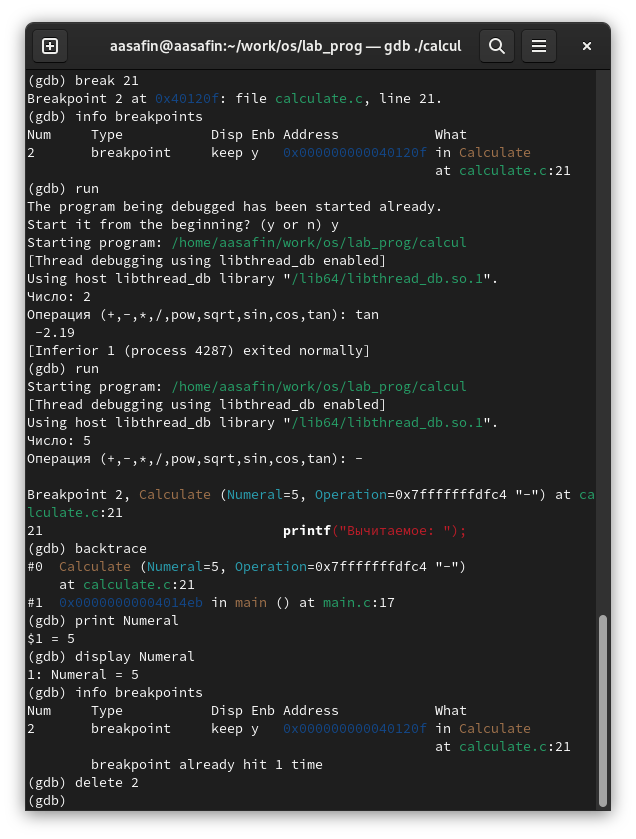 aasafin@aasafin:~/work/os/lab_prog — gdb ./calcul
(gdb) break 21
Breakpoint 2 at 0x40120f: file calculate.c, line 21.
(gdb) info breakpoints
Num     Type           Disp Enb Address            What
2       breakpoint     keep y   0x000000000040120f in Calculate
                                                   at calculate.c:21
(gdb) run
The program being debugged has been started already.
Start it from the beginning? (y or n) y
Starting program: /home/aasafin/work/os/lab_prog/calcul
[Thread debugging using libthread_db enabled]
Using host libthread_db library "/lib64/libthread_db.so.1".
Число: 2
Операция (+,-,*,/,pow,sqrt,sin,cos,tan): tan
 -2.19
[Inferior 1 (process 4287) exited normally]
(gdb) run
Starting program: /home/aasafin/work/os/lab_prog/calcul
[Thread debugging using libthread_db enabled]
Using host libthread_db library "/lib64/libthread_db.so.1".
Число: 5
Операция (+,-,*,/,pow,sqrt,sin,cos,tan): -
Breakpoint 2, Calculate (Numeral=5, Operation=0x7fffffffdfc4 "-") at ca
lculate.c:21
21                              printf("Вычитаемое: ");
(gdb) backtrace
#0  Calculate (Numeral=5, Operation=0x7fffffffdfc4 "-")
    at calculate.c:21
#1  0x00000000004014eb in main () at main.c:17
(gdb) print Numeral
$1 = 5
(gdb) display Numeral
1: Numeral = 5
(gdb) info breakpoints
Num     Type           Disp Enb Address            What
2       breakpoint     keep y   0x000000000040120f in Calculate
                                                   at calculate.c:21
        breakpoint already hit 1 time
(gdb) delete 2
(gdb)